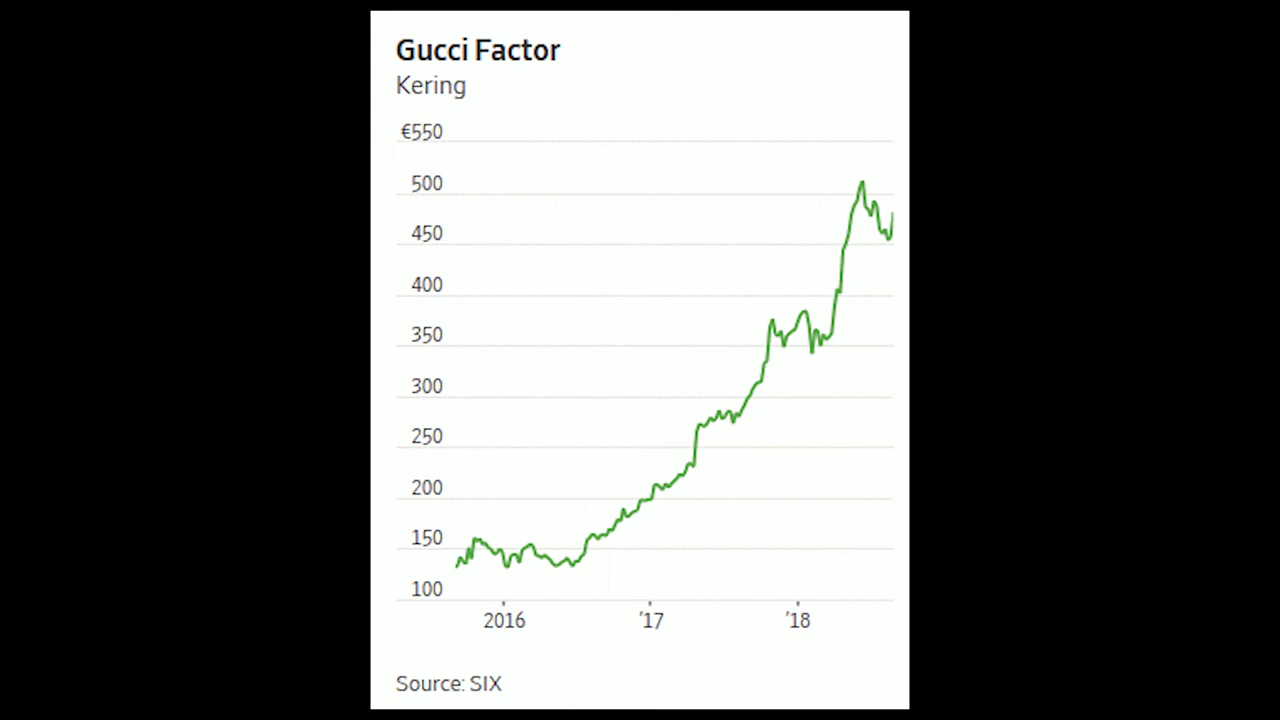 Gucci Factor
Kering
€550
500
450
400
350
300
250
200
150
100
2016 ’17 ’18
Source: SIX